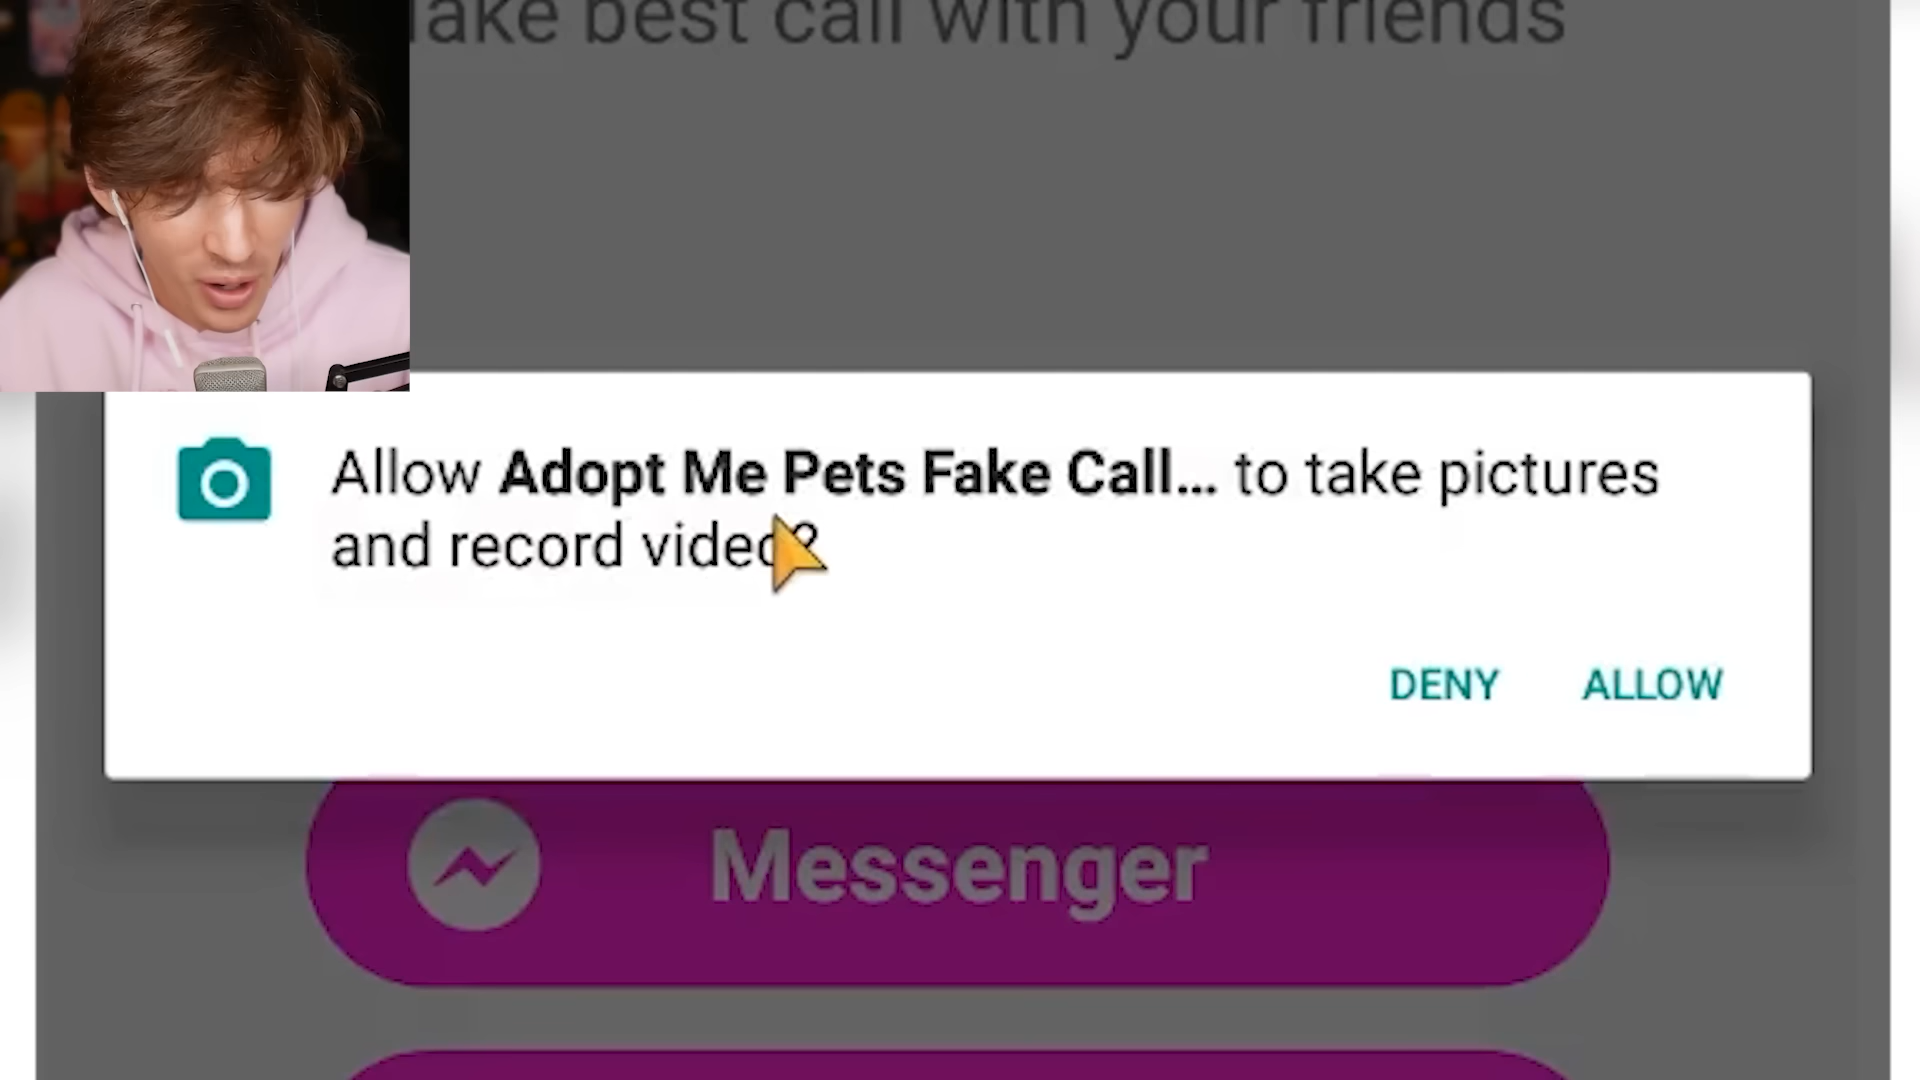 ake best call with your friends
Allow Adopt Me Pets Fake Call... to take pictures
and record video?
DENY ALLOW
Messenger